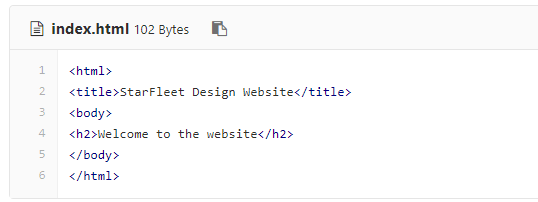 index.html 102 Bytes
1 <html>
2 <title>StarFleet Design Website</title>
3 <body>
4 <h2>Welcome to the website</h2>
5 </body>
6 </html>